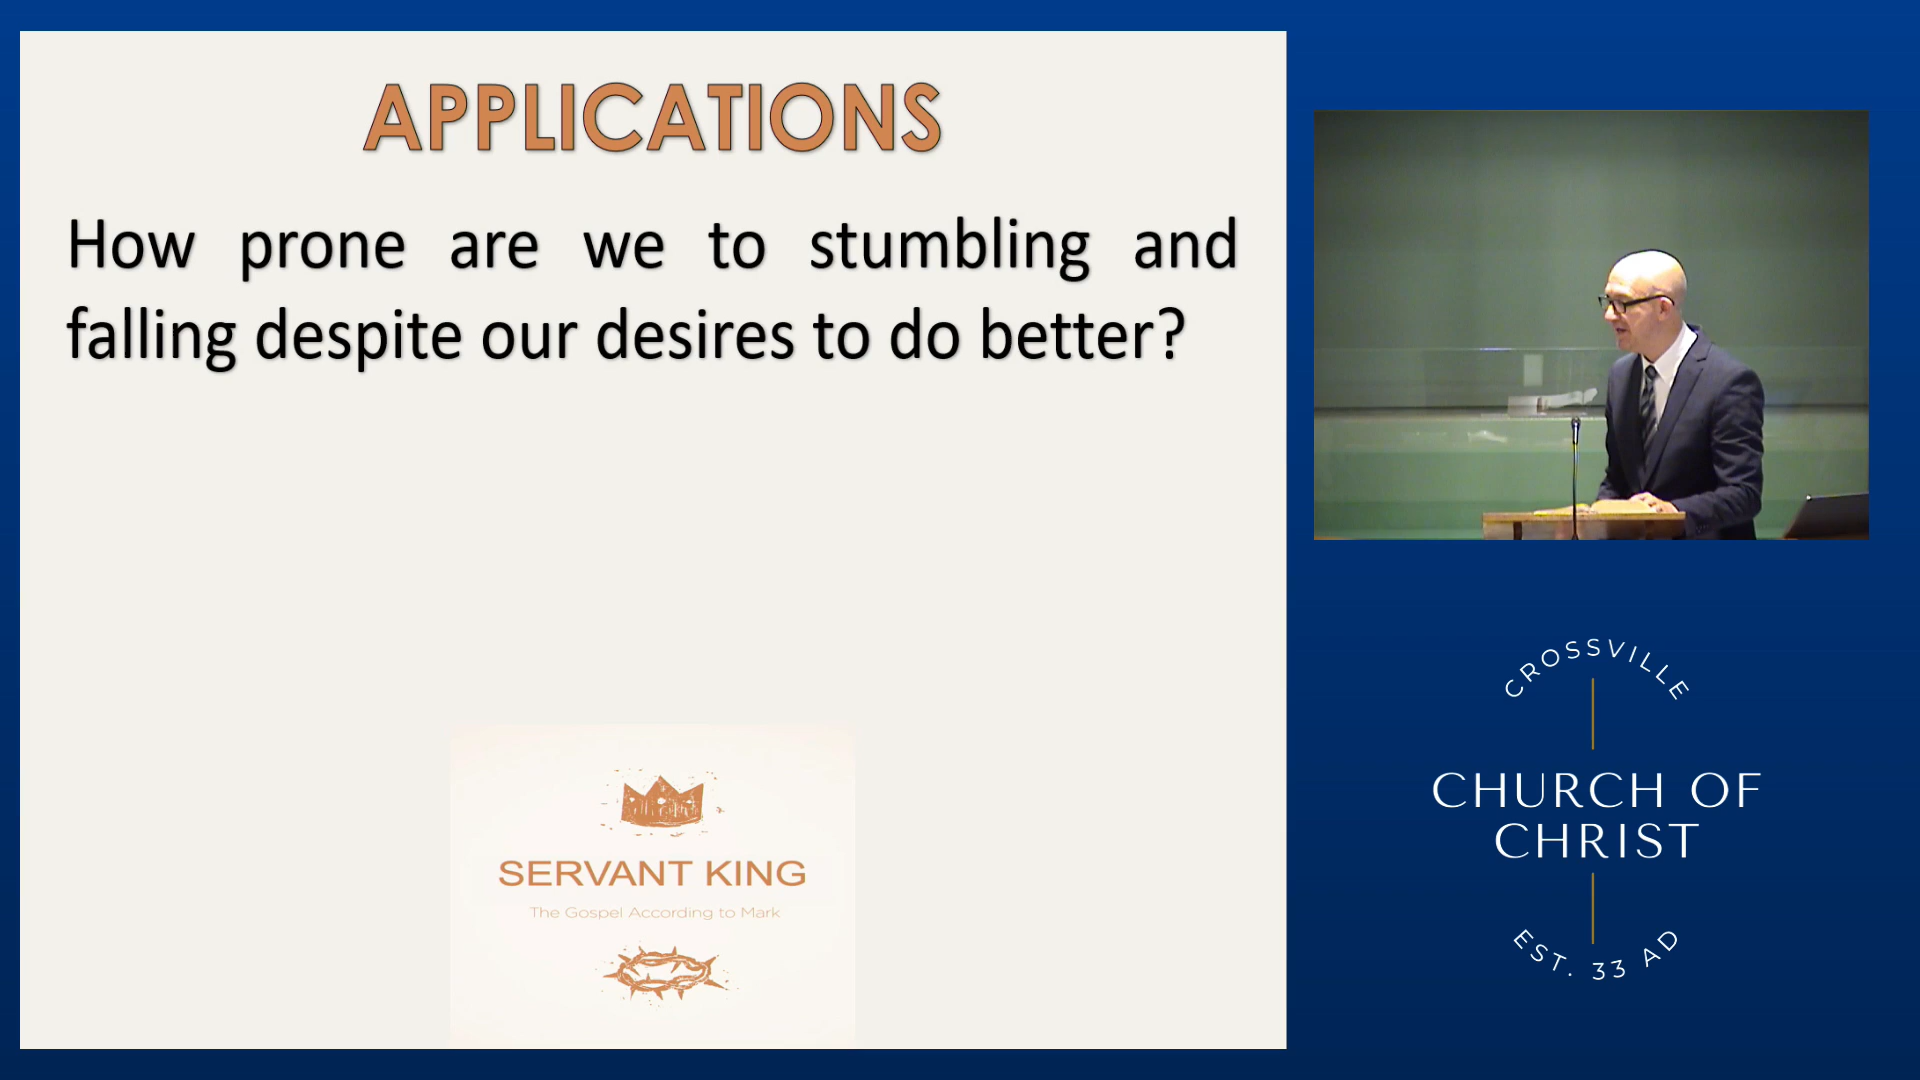 APPLICATIONS
How prone are we to stumbling and
falling despite our desires to do better?
SERVANT KING
The Gospel According to Mark
CROSSVILLE
CHURCH OF
CHRIST
EST. 33 AD